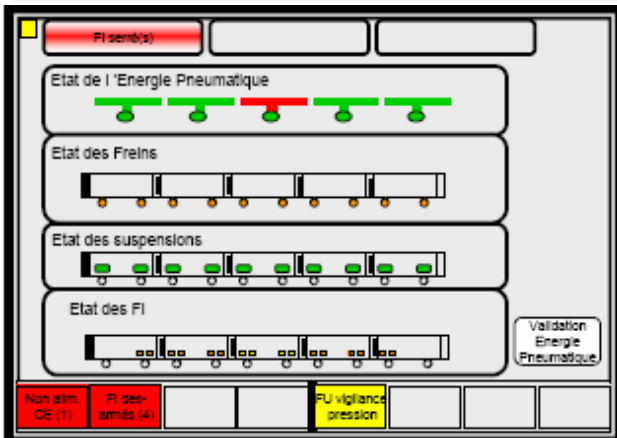 FI serré(s)
Etat de l 'Energie Pneumatique
Etat des Freins
Etat des suspensions
Etat des FI
Validation
Energie
Pneumatique
Non alim.
CE (1)
FI des-
armés (4)
FU vigilance
pression